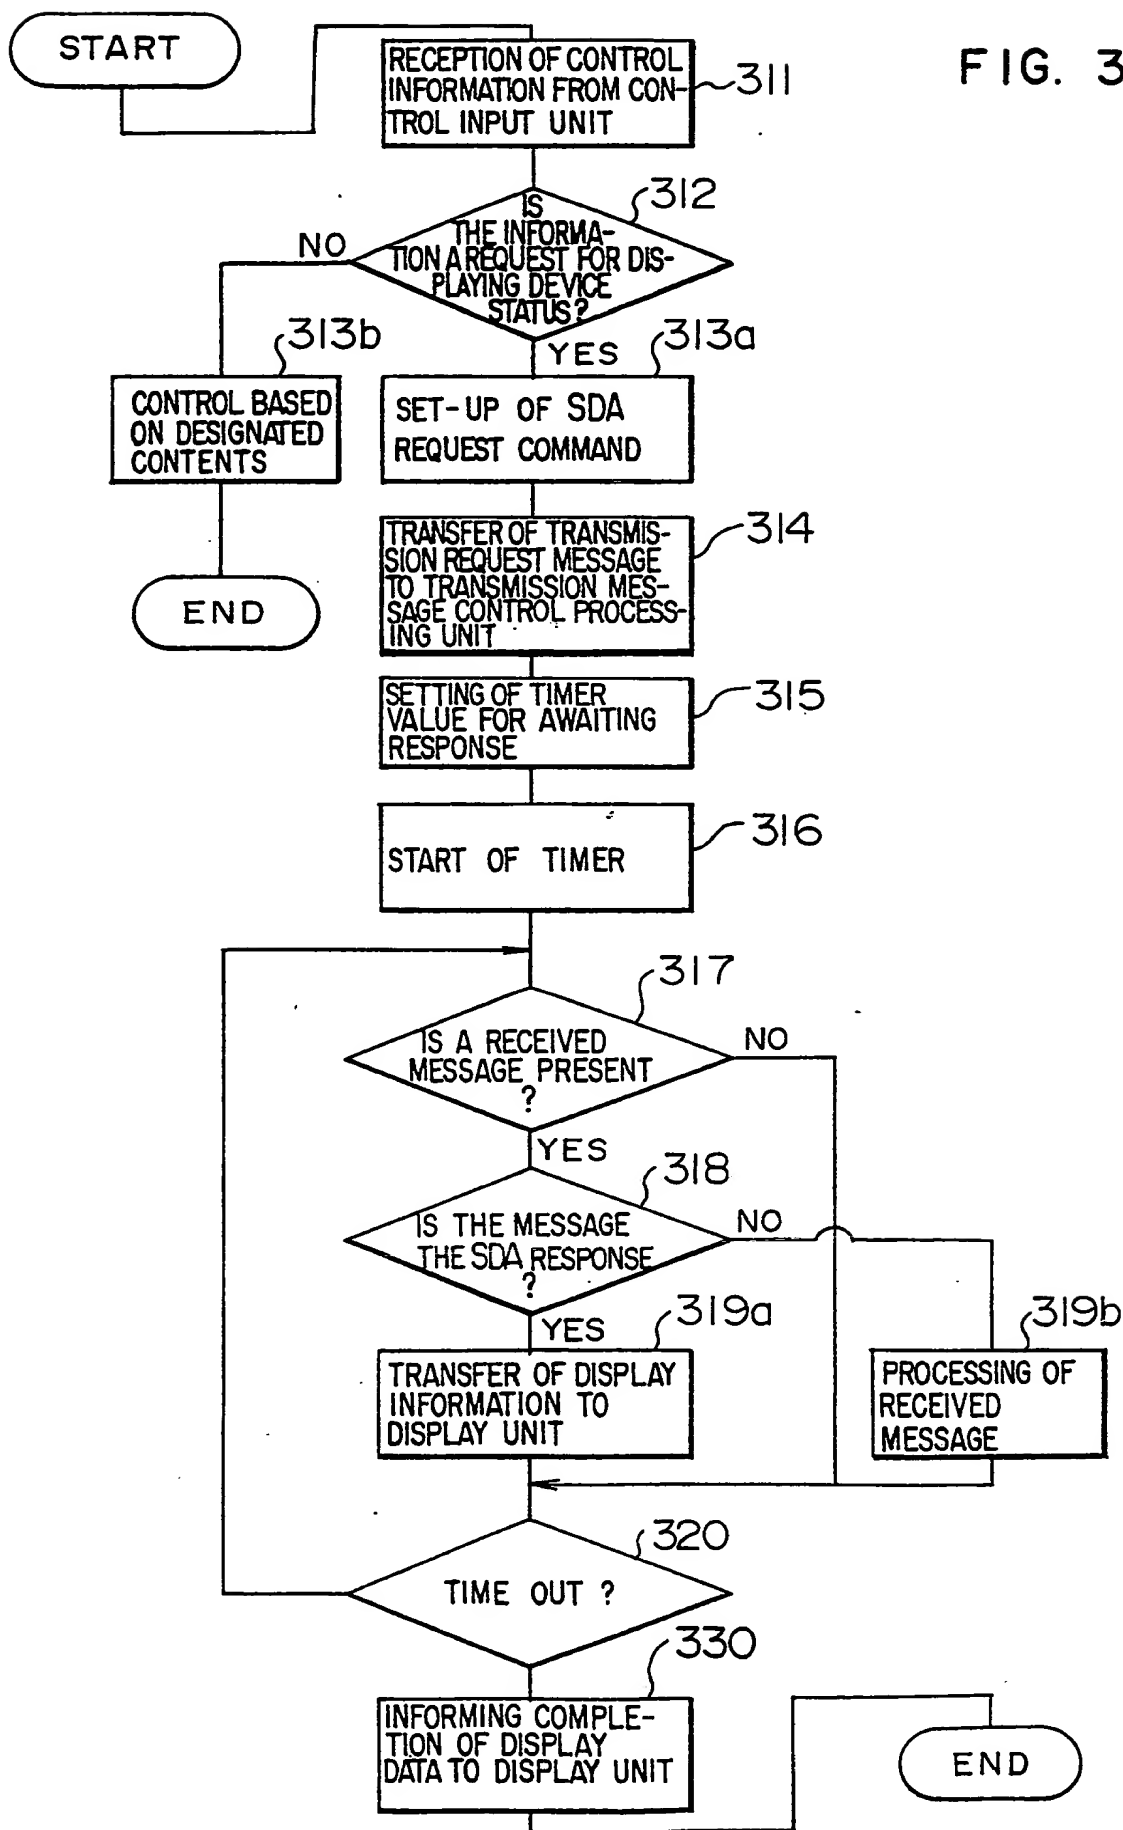 START
FIG. 3
RECEPTION OF CONTROL
INFORMATION FROM CON-
TROL INPUT UNIT
311
312
IS
THE INFORMA-
TION A REQUEST FOR DIS-
PLAYING DEVICE
STATUS?
NO
YES
313b
CONTROL BASED
ON DESIGNATED
CONTENTS
END
313a
SET-UP OF SDA
REQUEST COMMAND
314
TRANSFER OF TRANSMIS-
SION REQUEST MESSAGE
TO TRANSMISSION MES-
SAGE CONTROL PROCESS-
ING UNIT
315
SETTING OF TIMER
VALUE FOR AWAITING
RESPONSE
316
START OF TIMER
317
IS A RECEIVED
MESSAGE PRESENT
?
NO
YES
318
IS THE MESSAGE
THE SDA RESPONSE
?
NO
YES
319a
TRANSFER OF DISPLAY
INFORMATION TO
DISPLAY UNIT
319b
PROCESSING OF
RECEIVED
MESSAGE
320
TIME OUT ?
330
INFORMING COMPLE-
TION OF DISPLAY
DATA TO DISPLAY UNIT
END